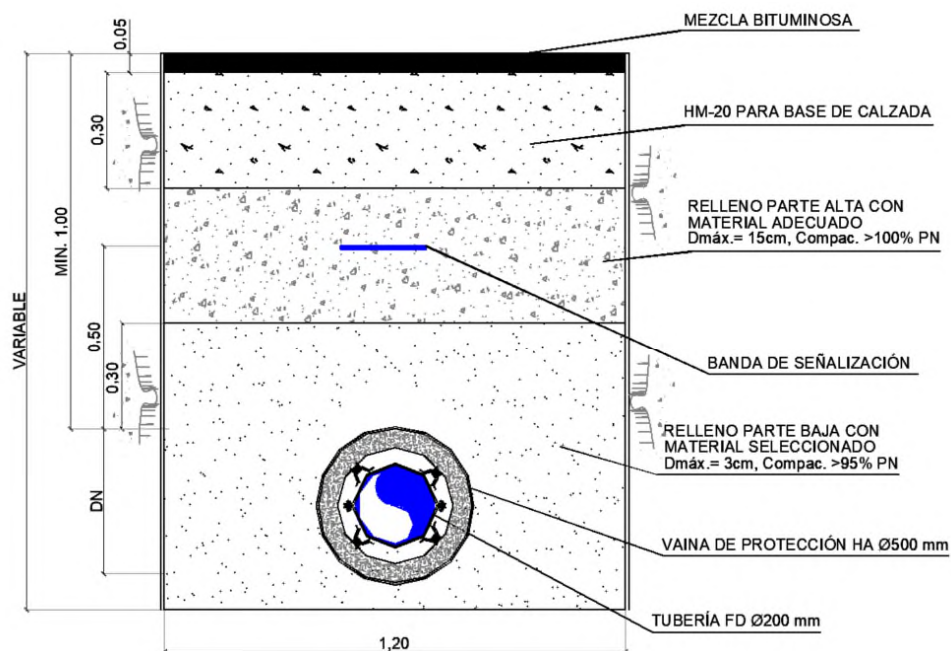 MEZCLA BITUMINOSA
0,05
HM-20 PARA BASE DE CALZADA
0,30
RELLENO PARTE ALTA CON
MATERIAL ADECUADO
Dmáx.= 15cm, Compac. >100% PN
MIN. 1.00
VARIABLE
0,50
0,30
BANDA DE SEÑALIZACIÓN
RELLENO PARTE BAJA CON
MATERIAL SELECCIONADO
Dmáx.= 3cm, Compac. >95% PN
DN
VAINA DE PROTECCIÓN HA Ø500 mm
TUBERÍA FD Ø200 mm
1,20